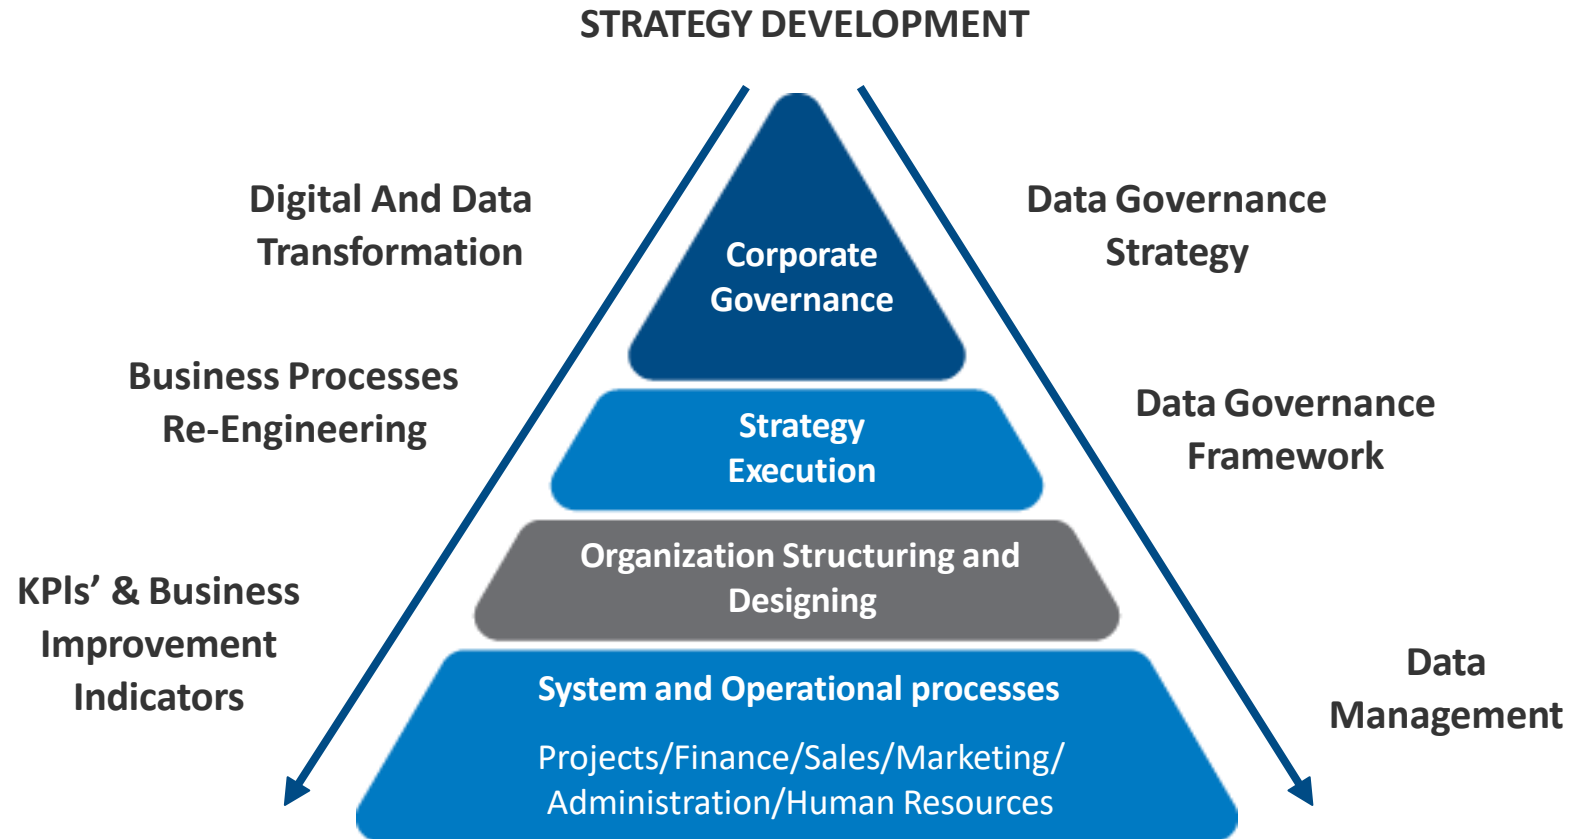 STRATEGY DEVELOPMENT
Digital And Data
Transformation
Data Governance
Strategy
Corporate
Governance
Business Processes
Re-Engineering
Data Governance
Framework
Strategy
Execution
Organization Structuring and
Designing
KPIs’ & Business
Improvement
Indicators
Data
Management
System and Operational processes
Projects/Finance/Sales/Marketing/
Administration/Human Resources